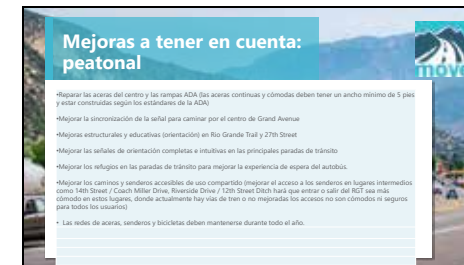 Mejoras a tener en cuenta:
peatonal
move
•Reparar las aceras del centro y las rampas ADA (las aceras continuas y cómodas deben tener un ancho mínimo de 5 pies
y estar construidas según los estándares de la ADA)
•Mejorar la sincronización de la señal para caminar por el centro de Grand Avenue
•Mejoras estructurales y educativas (orientación) en Rio Grande Trail y 27th Street
•Mejorar las señales de orientación completas e intuitivas en las principales paradas de tránsito
•Mejorar los refugios en las paradas de tránsito para mejorar la experiencia de espera del autobús.
•Mejorar los caminos y senderos accesibles de uso compartido (mejorar el acceso a los senderos en lugares intermedios
como 14th Street / Coach Miller Drive, Riverside Drive / 12th Street Ditch hará que entrar o salir del RGT sea más
cómodo en estos lugares, donde actualmente hay vías de tren o no mejoradas los accesos no son cómodos ni seguros
para todos los usuarios)
• Las redes de aceras, senderos y bicicletas deben mantenerse durante todo el año.